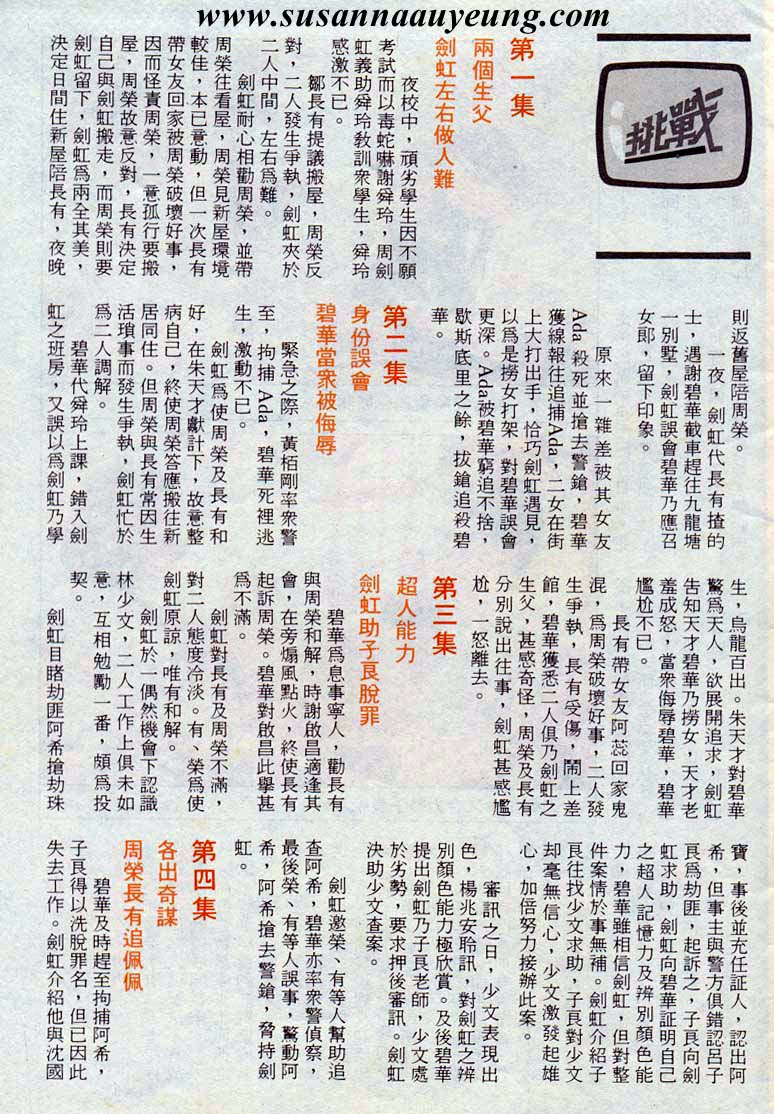 www.susannaauyeung.com
挑戰
第一集
兩個生父
劍虹左右做人難
夜校中，頑劣學生因不願
考試而以毒蛇嚇謝舜玲，周劍
虹義助舜玲教訓衆學生，舜玲
感激不已。
鄒長有提議搬屋，周榮反
對，二人發生爭執，劍虹夾於
二人中間，左右爲難。
劍虹耐心相勸周榮，並帶
周榮往看屋，周榮見新屋環境
較佳，本已意動，但一次長有
帶女友回家被周榮破壞好事，
因而怪責周榮，一意孤行要搬
屋，周榮故意反對，長有決定
自己與劍虹搬走，而周榮則要
劍虹留下，劍虹爲兩全其美，
決定日間住新屋陪長有，夜晚
則返舊屋陪周榮。
一夜，劍虹代長有揸的
士，遇謝碧華截車趕往九龍塘
一別墅，劍虹誤會碧華乃應召
女郞，留下印象。
原來一雜差被其女友
Ada殺死並搶去警鎗，碧華
獲線報往追捕Ada，二女在街
上大打出手，恰巧劍虹遇見，
以爲是撈女打架，對碧華誤會
更深。Ada被碧華窮追不捨，
歇斯底里之餘，拔鎗追殺碧
華。
第二集
身份誤會
碧華當衆被侮辱
緊急之際，黃栢剛率衆警
至，拘捕Ada，碧華死裡逃
生，激動不已。
劍虹爲使周榮及長有和
好，在朱天才獻計下，故意整
病自己，終使周榮答應搬往新
居同住。但周榮與長有常因生
活瑣事而發生爭執，劍虹忙於
爲二人調解。
碧華代舜玲上課，錯入劍
虹之班房，又誤以爲劍虹乃學
生，烏龍百出。朱天才對碧華
驚爲天人，欲展開追求，劍虹
告知天才碧華乃撈女，天才老
羞成怒，當衆侮辱碧華，碧華
尷尬不已。
長有帶女友阿蕊回家鬼
混，爲周榮破壞好事，二人發
生爭執，長有受傷，鬧上差
館，碧華獲悉二人俱乃劍虹之
生父，甚感奇怪，周榮及長有
分別說出往事，劍虹甚感尷
尬，一怒離去。
第三集
超人能力
劍虹助子良脫罪
碧華爲息事寧人，勸長有
與周榮和解，時謝啟昌適逢其
會，在旁煽風點火，終使長有
起訴周榮。碧華對啟昌此擧甚
爲不滿。
劍虹對長有及周榮不滿，
對二人態度冷淡。有、榮爲使
劍虹原諒，唯有和解。
劍虹於一偶然機會下認識
林少文，二人工作上俱未如
意，互相勉勵一番，頗爲投
契。
劍虹目睹劫匪阿希搶劫珠
寶，事後並充任証人，認出阿
希，但事主與警方俱錯認呂子
良爲劫匪，起訴之，子良向劍
虹求助，劍虹向碧華証明自己
之超人記憶力及辨別顏色能
力，碧華雖相信劍虹，但對整
件案情於事無補。劍虹介紹子
良往找少文求助，子良對少文
却毫無信心，少文激發起雄
心，加倍努力接辦此案。
審訊之日，少文表現出
色，楊兆安聆訊，對劍虹之辨
別顏色能力極欣賞。及後碧華
提出劍虹乃子良老師，少文處
於劣勢，要求押後審訊。劍虹
決助少文查案。
劍虹邀榮、有等人幫助追
查阿希，碧華亦率衆警偵察，
最後榮、有等人誤事，驚動阿
希，阿希搶去警鎗，脅持劍
虹。
第四集
各出奇謀
周榮長有追佩佩
碧華及時趕至拘捕阿希，
子良得以洗脫罪名，但已因此
失去工作。劍虹介紹他與沈國